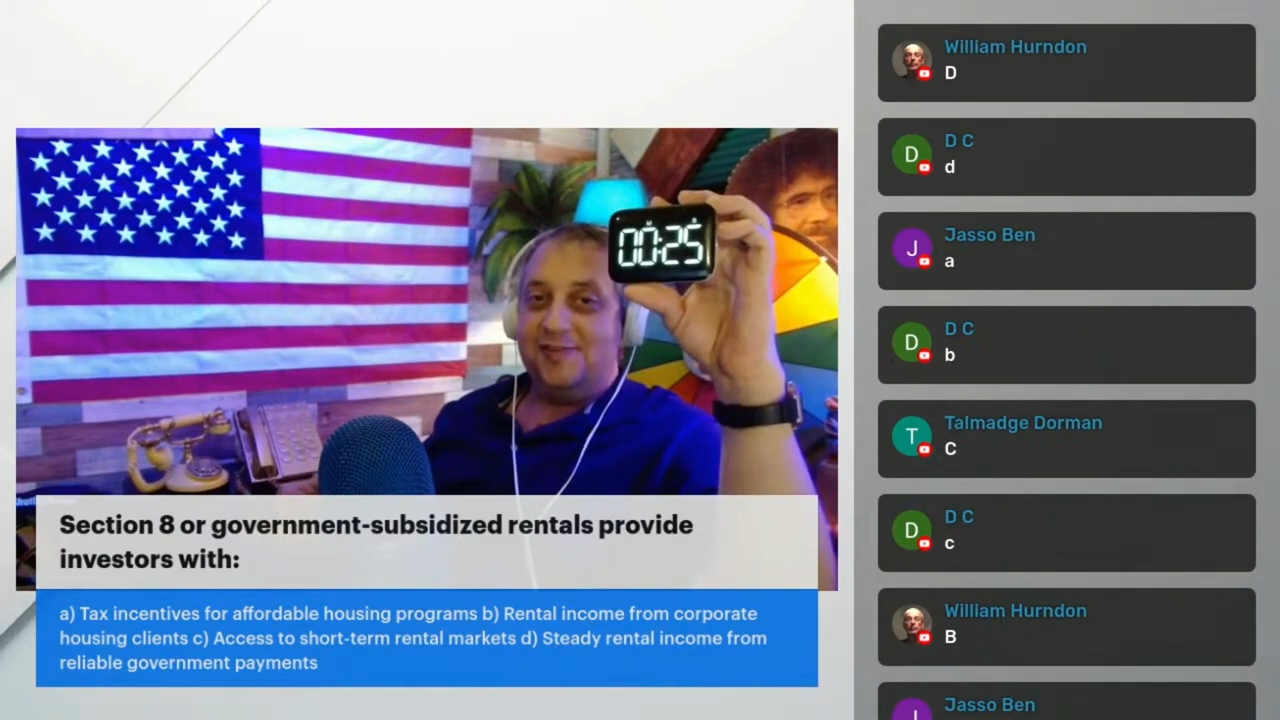 00:25
Section 8 or government-subsidized rentals provide
investors with:
a) Tax incentives for affordable housing programs b) Rental income from corporate
housing clients c) Access to short-term rental markets d) Steady rental income from
reliable government payments
William Hurndon
D
D C
D
d
Jasso Ben
J
a
D C
D
b
Talmadge Dorman
T
C
D C
D
c
William Hurndon
B
Jasso Ben